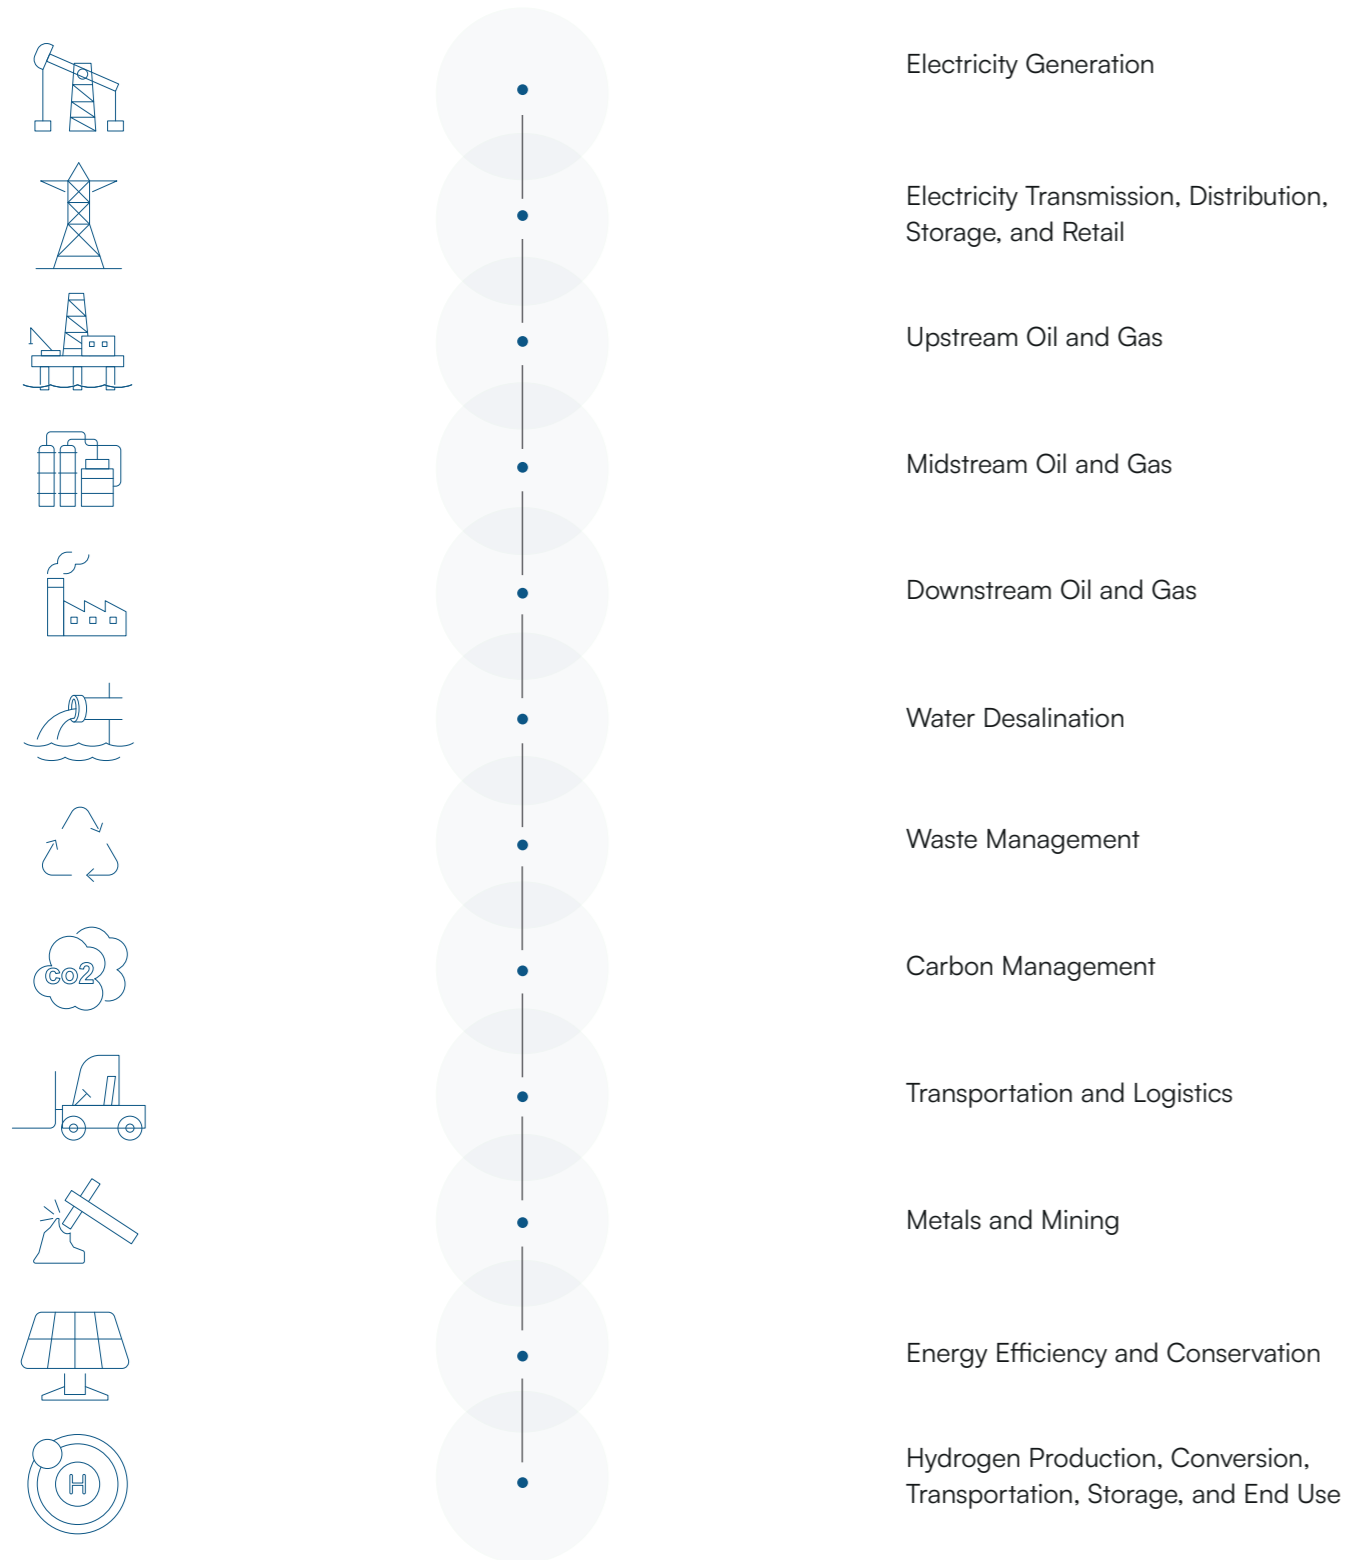 Electricity Generation
Electricity Transmission, Distribution,
Storage, and Retail
Upstream Oil and Gas
Midstream Oil and Gas
Downstream Oil and Gas
Water Desalination
Waste Management
co2
Carbon Management
Transportation and Logistics
Metals and Mining
Energy Efficiency and Conservation
H
Hydrogen Production, Conversion,
Transportation, Storage, and End Use